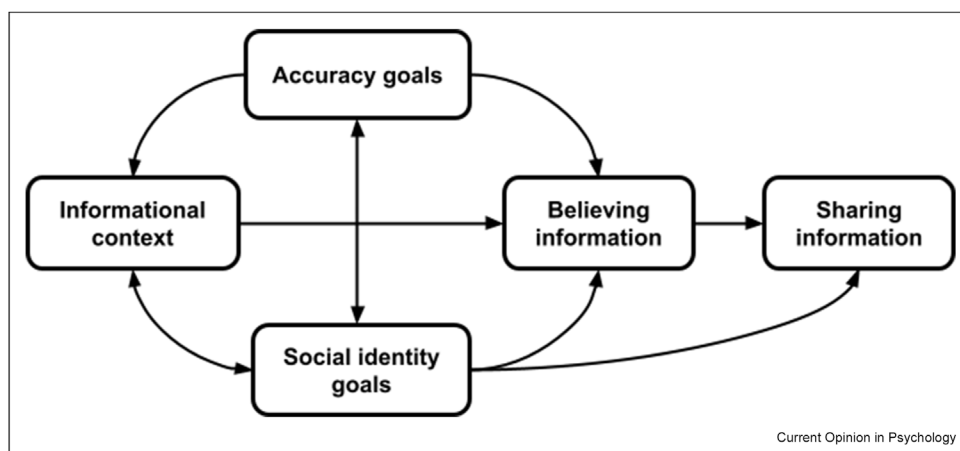 Accuracy goals
Informational
context
Believing
information
Sharing
information
Social identity
goals
Current Opinion in Psychology